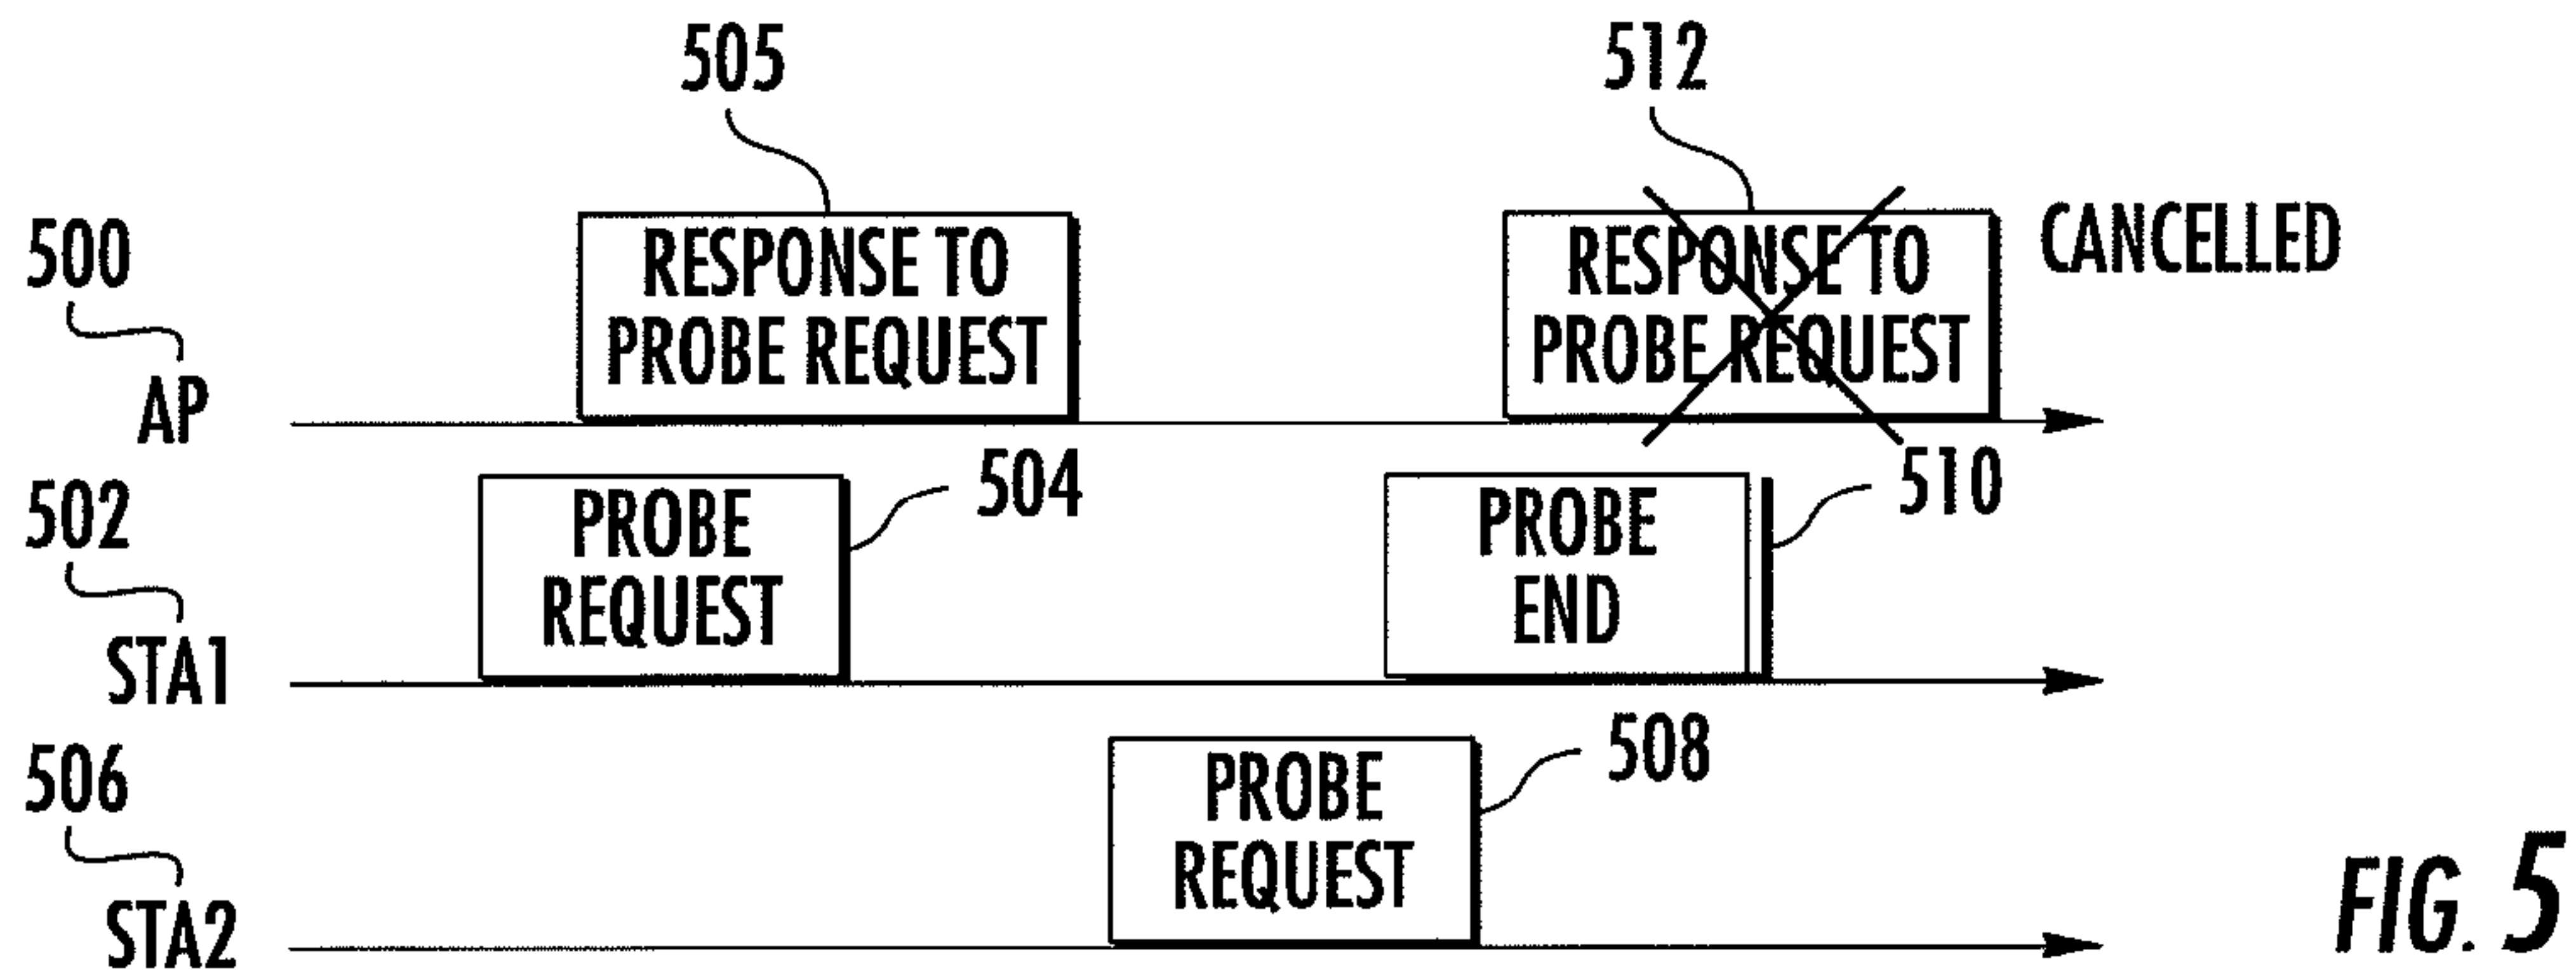 505
512
500
RESPONSE TO
PROBE REQUEST
RESPONSE TO
PROBE REQUEST
CANCELLED
AP
502
PROBE
REQUEST
504
PROBE
END
510
STA1
506
PROBE
REQUEST
508
STA2
FIG. 5